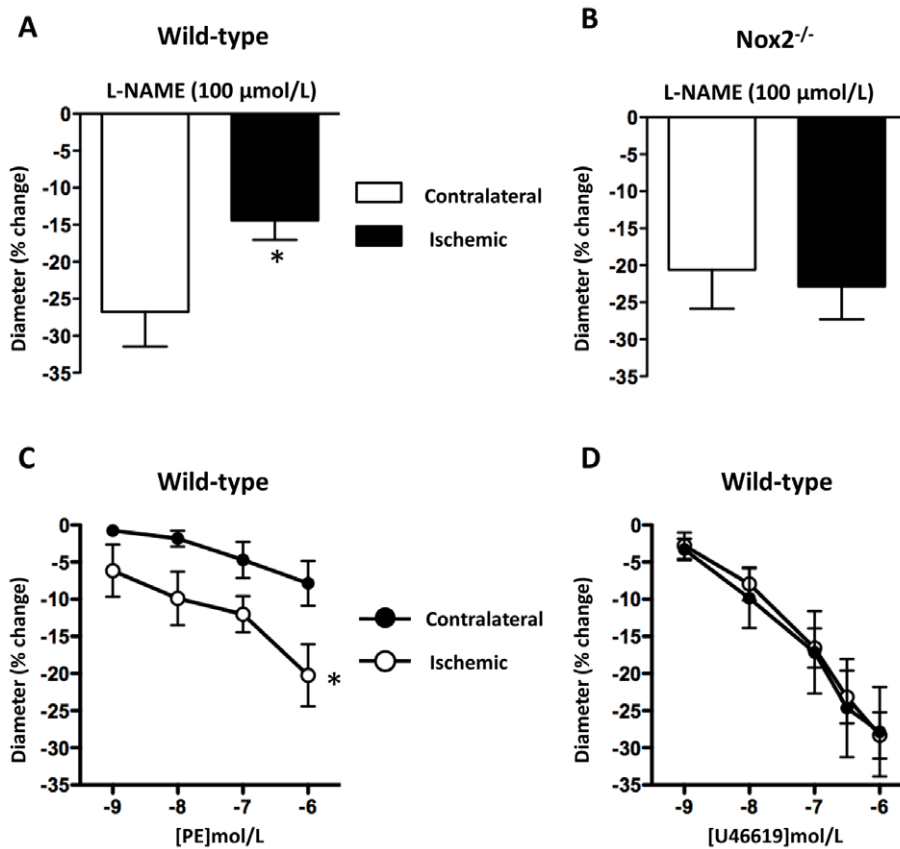 A
Wild-type
L-NAME (100 µmol/L)
0
-5
-10
-15
-20
-25
-30
-35
Diameter (% change)
*
Contralateral
Ischemic
B
Nox2-/-
L-NAME (100 µmol/L)
0
-5
-10
-15
-20
-25
-30
-35
Diameter (% change)
C
Wild-type
0
-5
-10
-15
-20
-25
-30
-35
Diameter (% change)
*
-9 -8 -7 -6
[PE]mol/L
Contralateral
Ischemic
D
Wild-type
0
-5
-10
-15
-20
-25
-30
-35
Diameter (% change)
-9 -8 -7 -6
[U46619]mol/L